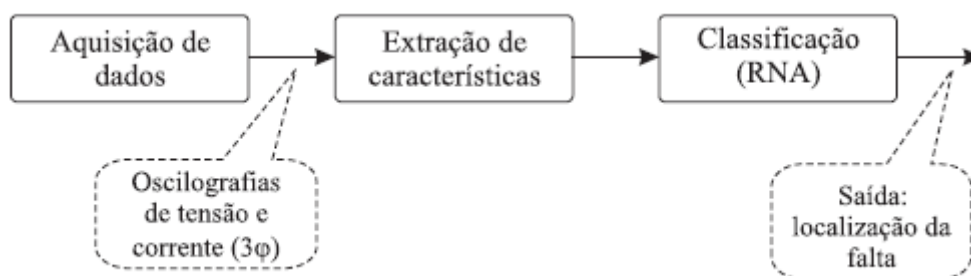 Aquisição de
dados
Extração de
características
Classificação
(RNA)
Oscilografias
de tensão e
corrente (3φ)
Saída:
localização da
falta